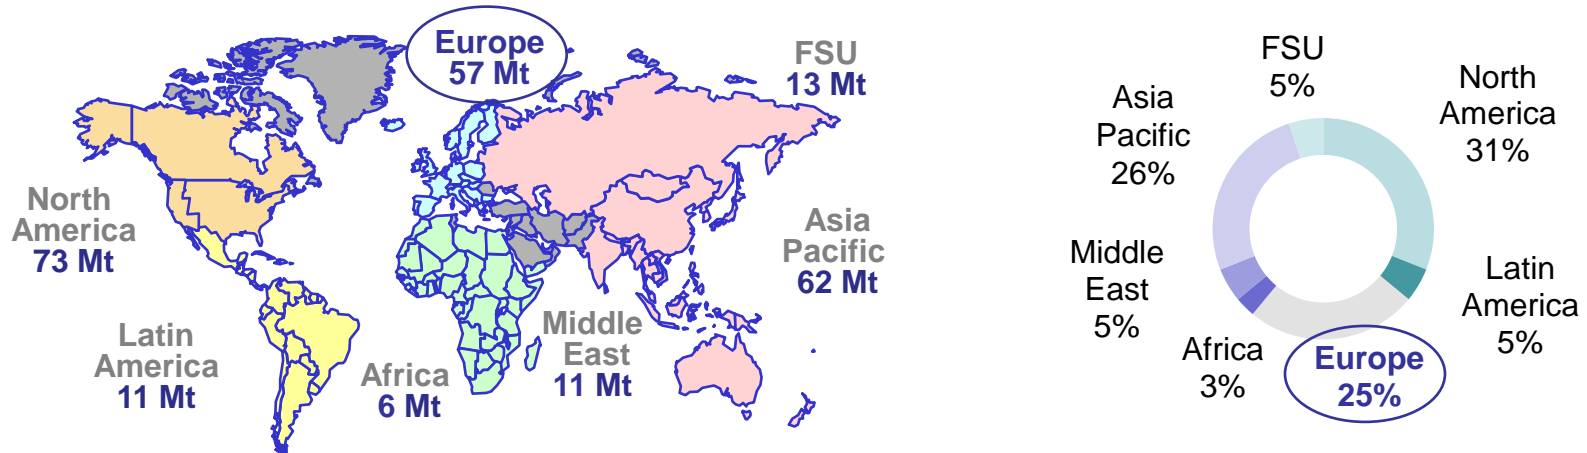 Europe
57 Mt
FSU
13 Mt
North
America
73 Mt
Asia
Pacific
62 Mt
Latin
America
11 Mt
Africa
6 Mt
Middle
East
11 Mt
FSU
5%
North
America
31%
Asia
Pacific
26%
Middle
East
5%
Latin
America
5%
Africa
3%
Europe
25%